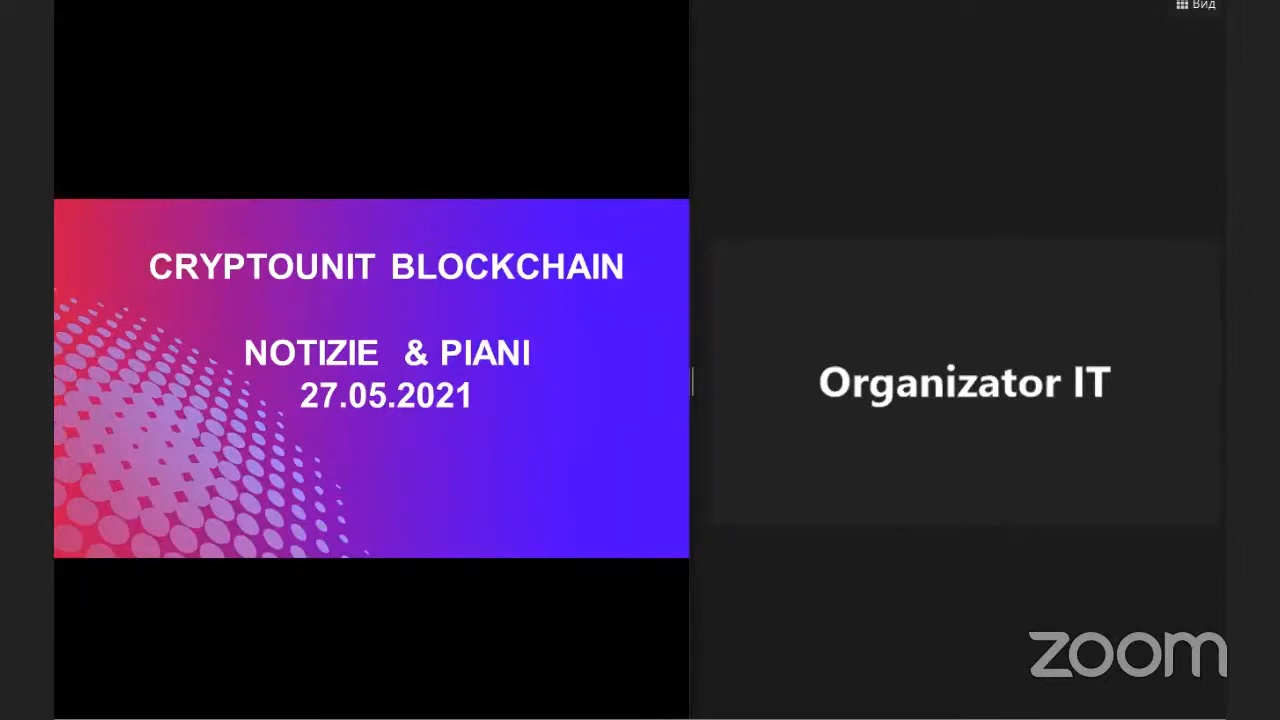 Вид
CRYPTOUNIT BLOCKCHAIN
NOTIZIE & PIANI
27.05.2021
Organizator IT
zoom